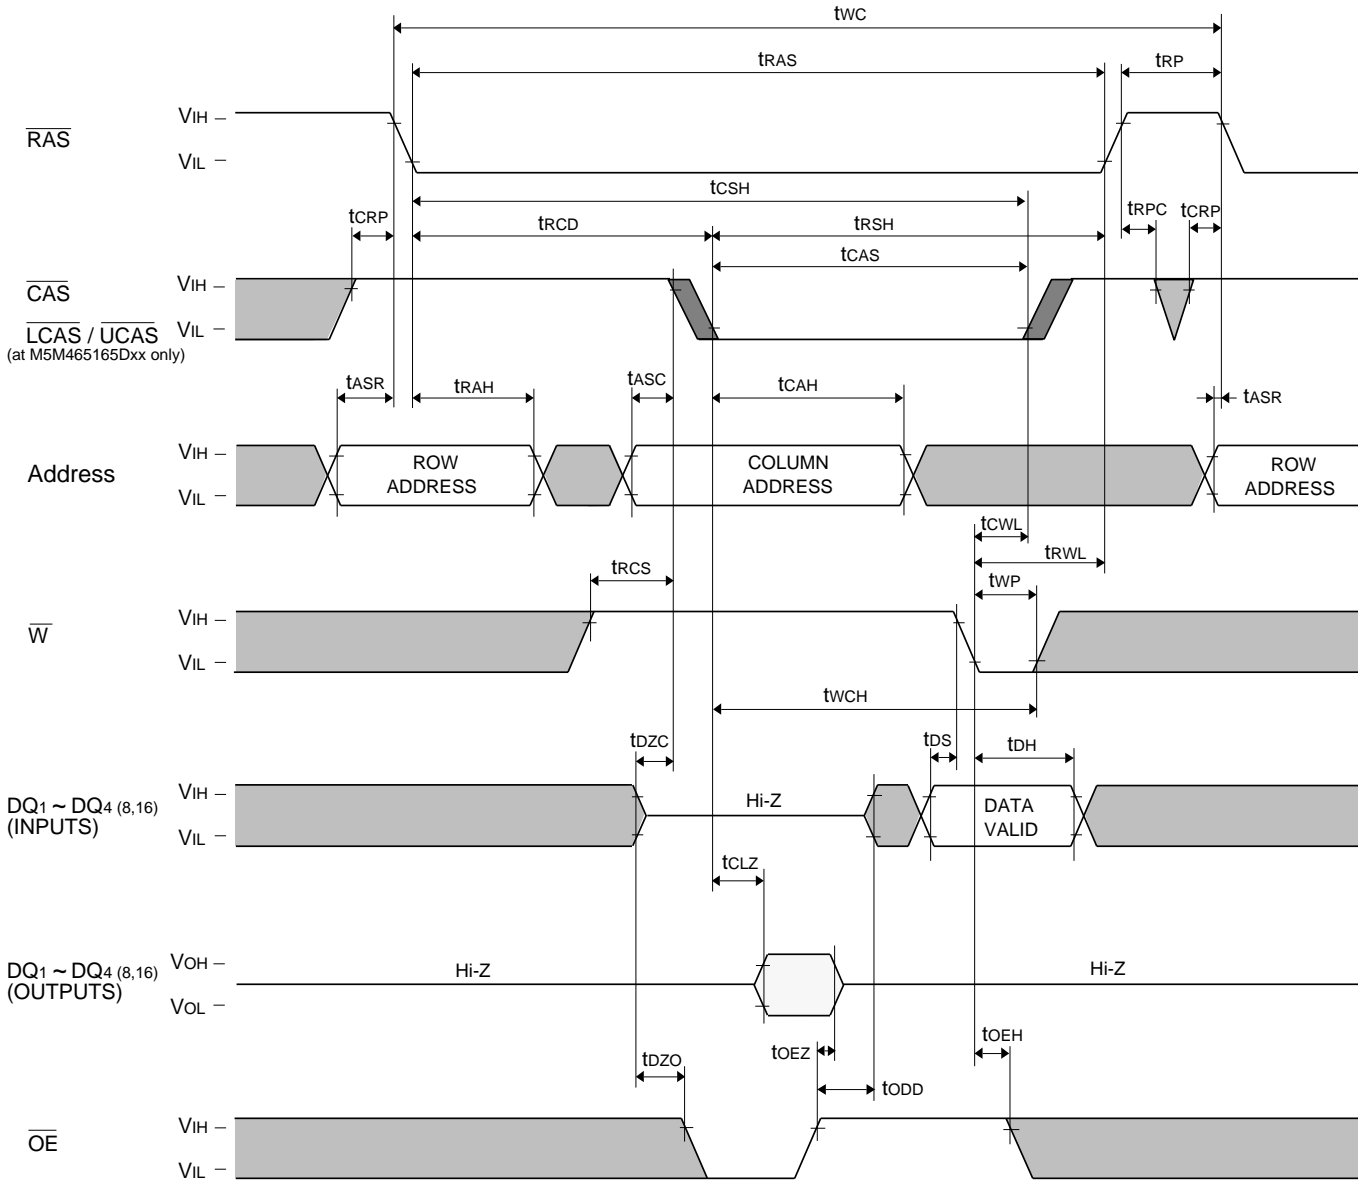 tWC
tRAS
tRP
VIH
RAS
VIL
tCSH
tCRP
tRCD
tRSH
tRPC
tCRP
tCAS
VIH
CAS
LCAS / UCAS
VIL
(at M5M465165Dxx only)
tASR
tRAH
tASC
tCAH
tASR
VIH
Address
VIL
ROW
ADDRESS
COLUMN
ADDRESS
ROW
ADDRESS
tCWL
tRWL
tRCS
tWP
VIH
W
VIL
tWCH
tDZC
tDS
tDH
VIH
DQ1 ~ DQ4 (8,16)
(INPUTS)
VIL
Hi-Z
DATA
VALID
tCLZ
VOH
DQ1 ~ DQ4 (8,16)
(OUTPUTS)
VOL
Hi-Z
Hi-Z
tOEZ
tOEH
tDZO
tODD
VIH
OE
VIL